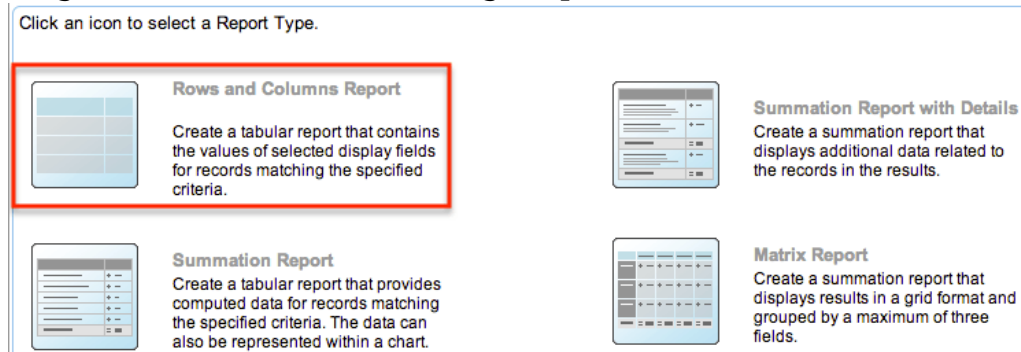 Click an icon to select a Report Type.
Rows and Columns Report
Create a tabular report that contains
the values of selected display fields
for records matching the specified
criteria.
Summation Report with Details
Create a summation report that
displays additional data related to
the records in the results.
Summation Report
Create a tabular report that provides
computed data for records matching
the specified criteria. The data can
also be represented within a chart.
Matrix Report
Create a summation report that
displays results in a grid format and
grouped by a maximum of three
fields.